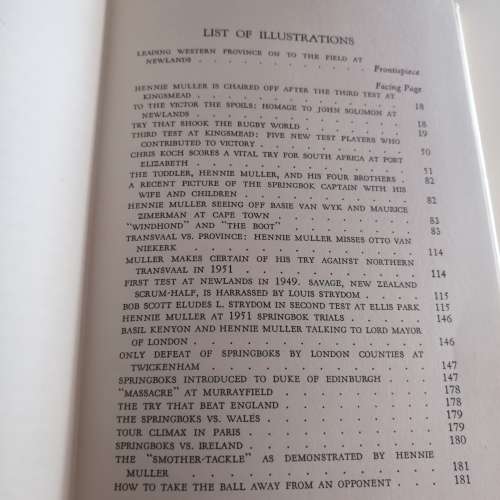 LIST OF ILLUSTRATIONS
LEADING WESTERN PROVINCE ON TO THE FIELD AT
NEWLANDS . . . . . . . . . . Frontispiece
Facing Page
HENNIE MULLER IS CHAIRED OFF AFTER THE THIRD TEST AT
KINGSMEAD . . . . . . . . . . 18
TO THE VICTOR THE SPOILS: HOMAGE TO JOHN SOLOMON AT
NEWLANDS . . . . . . . . . . 18
TRY THAT SHOOK THE RUGBY WORLD . . . . . 19
THIRD TEST AT KINGSMEAD: FIVE NEW TEST PLAYERS WHO
CONTRIBUTED TO VICTORY . . . . . . . 50
CHRIS KOCH SCORES A VITAL TRY FOR SOUTH AFRICA AT PORT
ELIZABETH . . . . . . . . . . 51
THE TODDLER, HENNIE MULLER, AND HIS FOUR BROTHERS . 82
A RECENT PICTURE OF THE SPRINGBOK CAPTAIN WITH HIS
WIFE AND CHILDREN . . . . . . . . 82
HENNIE MULLER SEEING OFF BASIE VAN WYK AND MAURICE
ZIMERMAN AT CAPE TOWN . . . . . . . 83
"WINDHOND" AND "THE BOOT" . . . . . . 83
TRANSVAAL VS. PROVINCE: HENNIE MULLER MISSES OTTO VAN
NIEKERK . . . . . . . . . . 114
MULLER MAKES CERTAIN OF HIS TRY AGAINST NORTHERN
TRANSVAAL IN 1951 . . . . . . . . 114
FIRST TEST AT NEWLANDS IN 1949. SAVAGE, NEW ZEALAND
SCRUM-HALF, IS HARASSED BY LOUIS STRYDOM . . . 115
BOB SCOTT ELUDES L. STRYDOM IN SECOND TEST AT ELLIS PARK 115
HENNIE MULLER AT 1951 SPRINGBOK TRIALS . . . . 146
BASIL KENYON AND HENNIE MULLER TALKING TO LORD MAYOR
OF LONDON . . . . . . . . . . 146
ONLY DEFEAT OF SPRINGBOKS BY LONDON COUNTIES AT
TWICKENHAM . . . . . . . . . . 147
SPRINGBOKS INTRODUCED TO DUKE OF EDINBURGH . . . 147
"MASSACRE" AT MURRAYFIELD . . . . . . 178
THE TRY THAT BEAT ENGLAND . . . . . . 178
THE SPRINGBOKS VS. WALES . . . . . . . 179
TOUR CLIMAX IN PARIS . . . . . . . . 179
SPRINGBOKS VS. IRELAND . . . . . . . . 180
THE "SMOTHER-TACKLE" AS DEMONSTRATED BY HENNIE
MULLER . . . . . . . . . . 181
HOW TO TAKE THE BALL AWAY FROM AN OPPONENT . . . 181